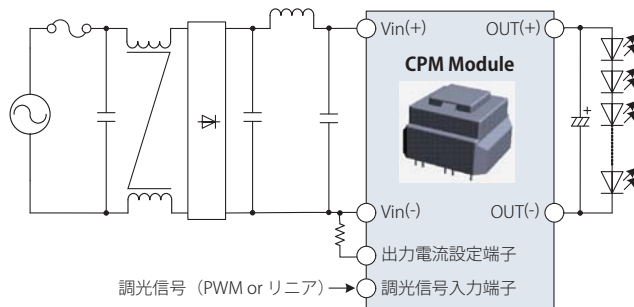 Vin(+)
OUT(+)
CPM Module
+
Vin(-)
OUT(-)
出力電流設定端子
調光信号（PWM or リニア）
調光信号入力端子